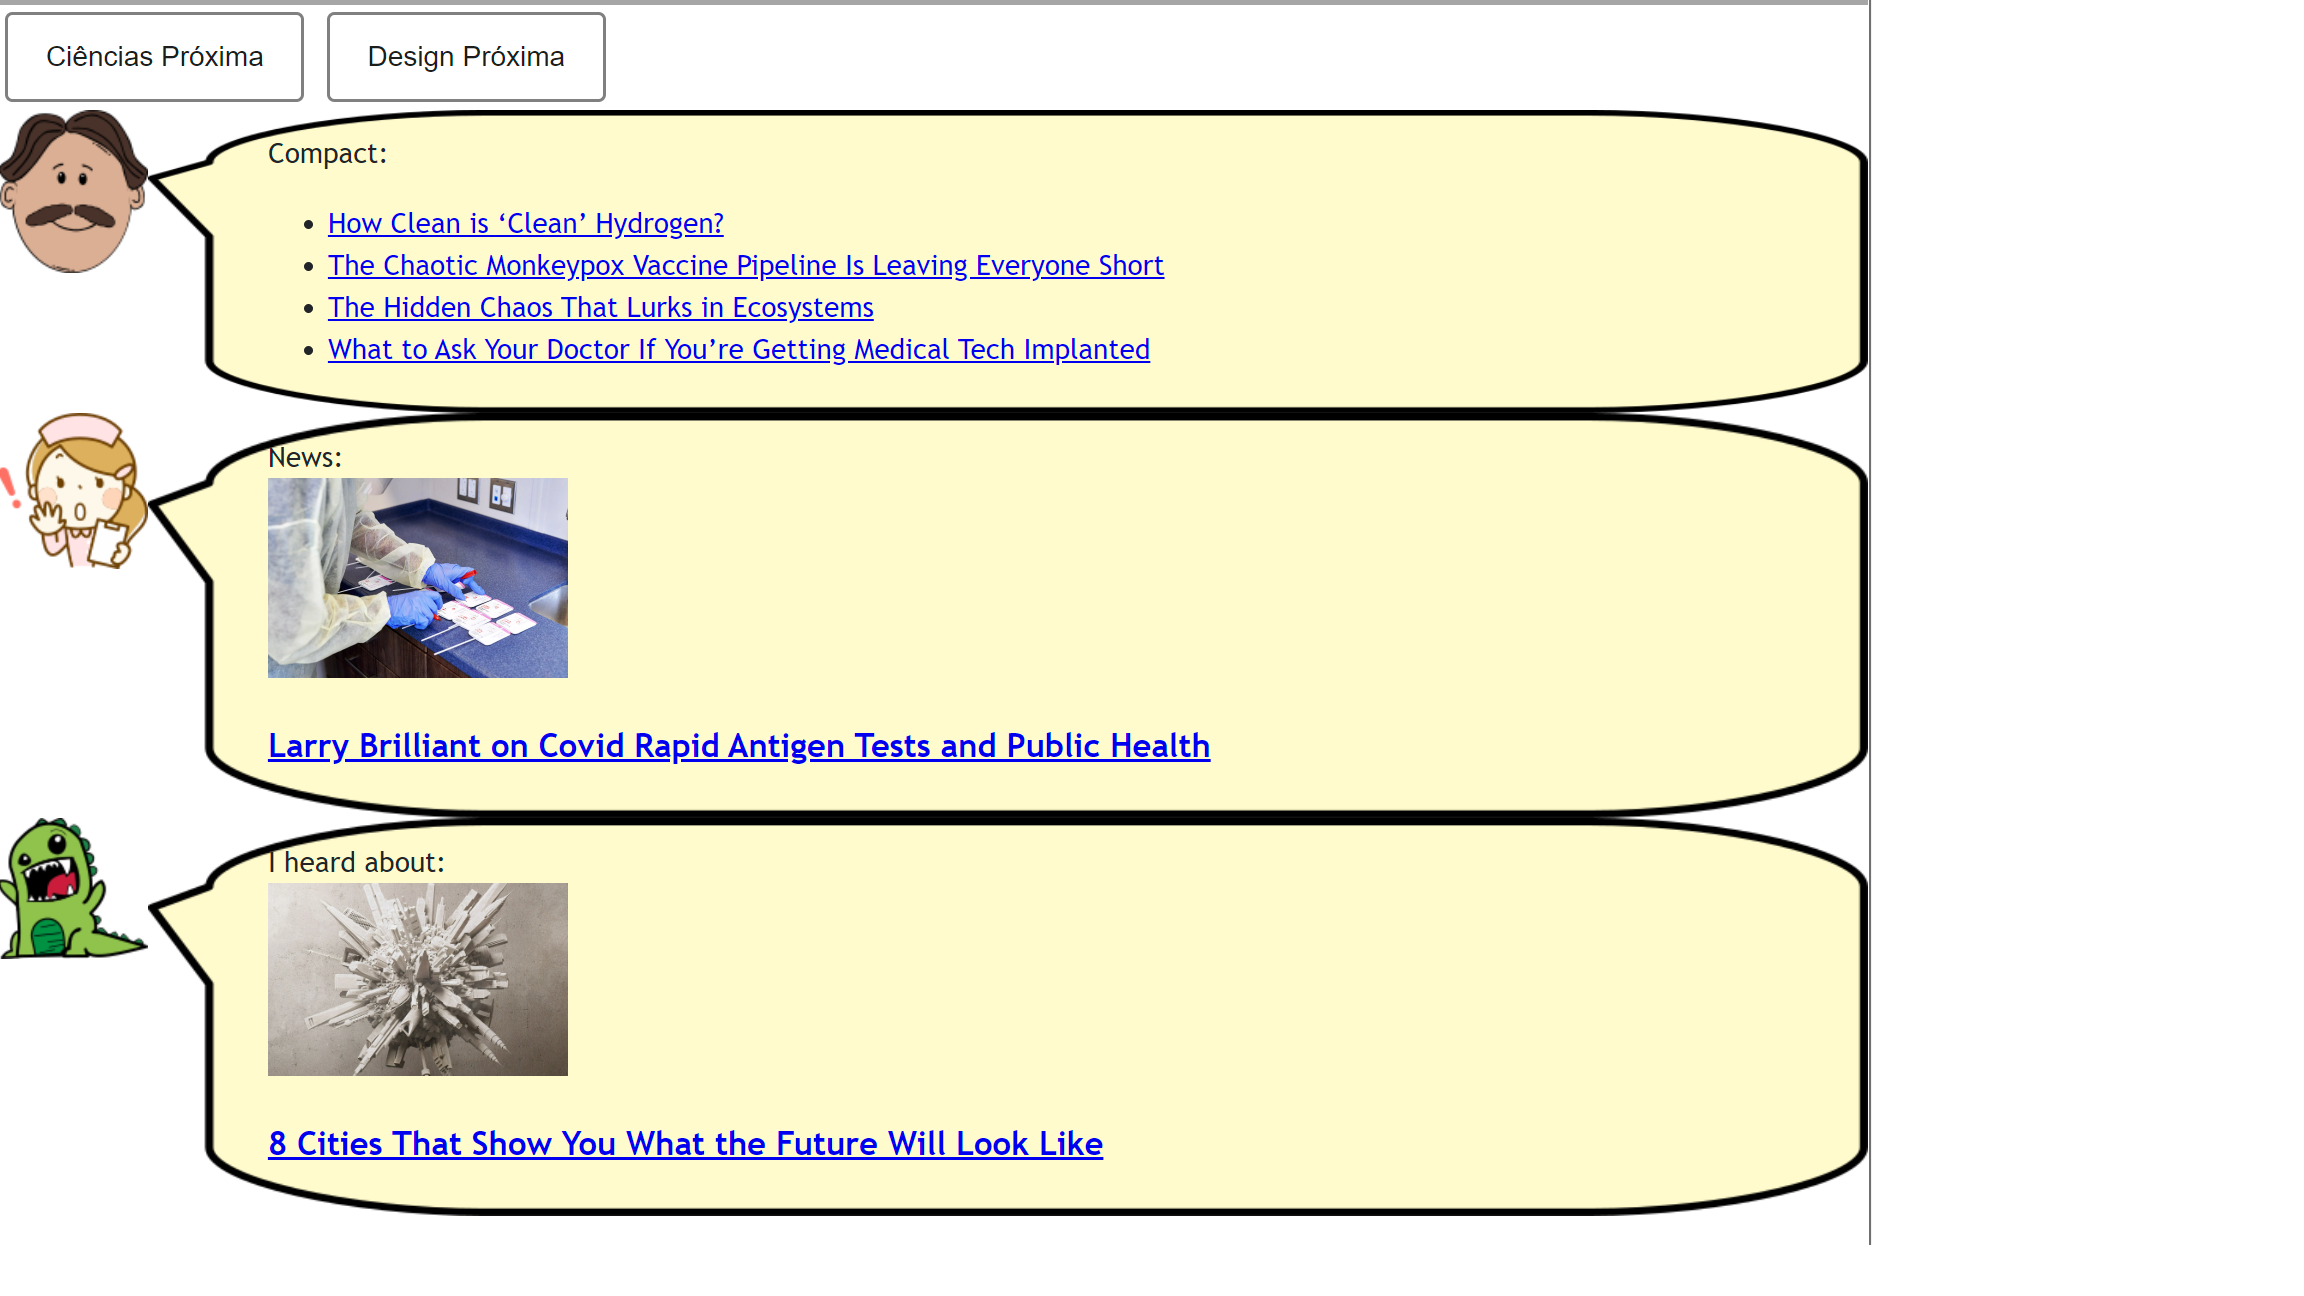 Ciências Próxima Design Próxima
Compact:
How Clean is ‘Clean’ Hydrogen?
The Chaotic Monkeypox Vaccine Pipeline Is Leaving Everyone Short
The Hidden Chaos That Lurks in Ecosystems
What to Ask Your Doctor If You’re Getting Medical Tech Implanted
News:
Larry Brilliant on Covid Rapid Antigen Tests and Public Health
I heard about:
8 Cities That Show You What the Future Will Look Like